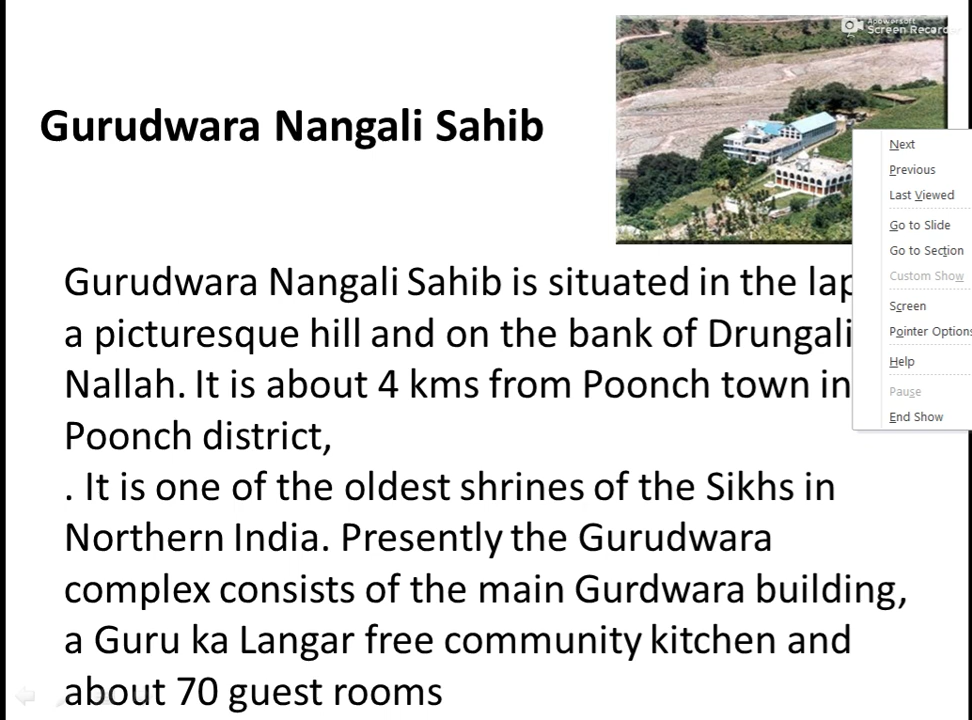 Apowersoft
Screen Recorder
Gurudwara Nangali Sahib
Next
Previous
Last Viewed
Go to Slide
Go to Section
Custom Show
Screen
Pointer Options
Help
Pause
End Show
Gurudwara Nangali Sahib is situated in the lap
a picturesque hill and on the bank of Drungali
Nallah. It is about 4 kms from Poonch town in
Poonch district,
. It is one of the oldest shrines of the Sikhs in
Northern India. Presently the Gurudwara
complex consists of the main Gurdwara building,
a Guru ka Langar free community kitchen and
about 70 guest rooms